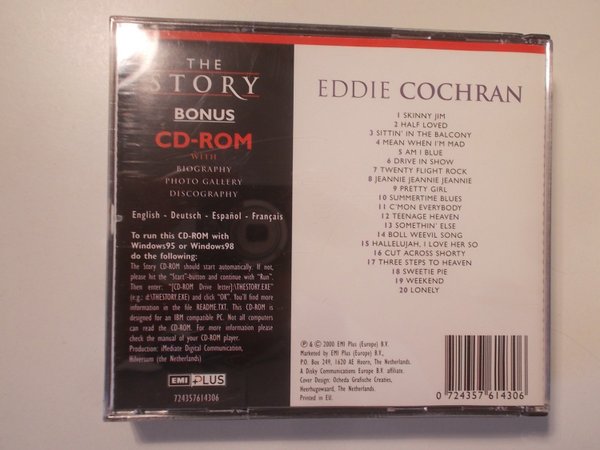 THE
STORY
BONUS
CD-ROM
WITH
BIOGRAPHY
PHOTO GALLERY
DISCOGRAPHY
English - Deutsch - Español - Français
To run this CD-ROM with
Windows95 or Windows98
do the following:
The Story CD-ROM should start automatically. If not,
please hit the "Start"-button and continue with "Run".
Then enter: "[CD-ROM Drive letter]\THESTORY.EXE"
(e.g.: d:\THESTORY.EXE) and click "OK". You'll find more
information in the file README.TXT. This CD-ROM is
designed for an IBM compatible PC. Not all computers
can read the CD-ROM. For more information please
check the manual of your CD-ROM player.
Production: iMediate Digital Communication,
Hilversum (the Netherlands)
EMI PLUS
724357614306
EDDIE COCHRAN
1 SKINNY JIM
2 HALF LOVED
3 SITTIN' IN THE BALCONY
4 MEAN WHEN I'M MAD
5 AM I BLUE
6 DRIVE IN SHOW
7 TWENTY FLIGHT ROCK
8 JEANNIE JEANNIE JEANNIE
9 PRETTY GIRL
10 SUMMERTIME BLUES
11 C'MON EVERYBODY
12 TEENAGE HEAVEN
13 SOMETHIN' ELSE
14 BOLL WEEVIL SONG
15 HALLELUJAH, I LOVE HER SO
16 CUT ACROSS SHORTY
17 THREE STEPS TO HEAVEN
18 SWEETIE PIE
19 WEEKEND
20 LONELY
℗ & © 2000 EMI Plus (Europe) B.V.
Marketed by EMI Plus (Europe) B.V.,
P.O. Box 249, 1620 AE Hoorn, The Netherlands.
A Disky Communications Europe B.V. affiliate.
Cover Design: Ocheda Grafische Creaties,
Heerhugowaard, The Netherlands.
Printed in EU.
0 724357 614306